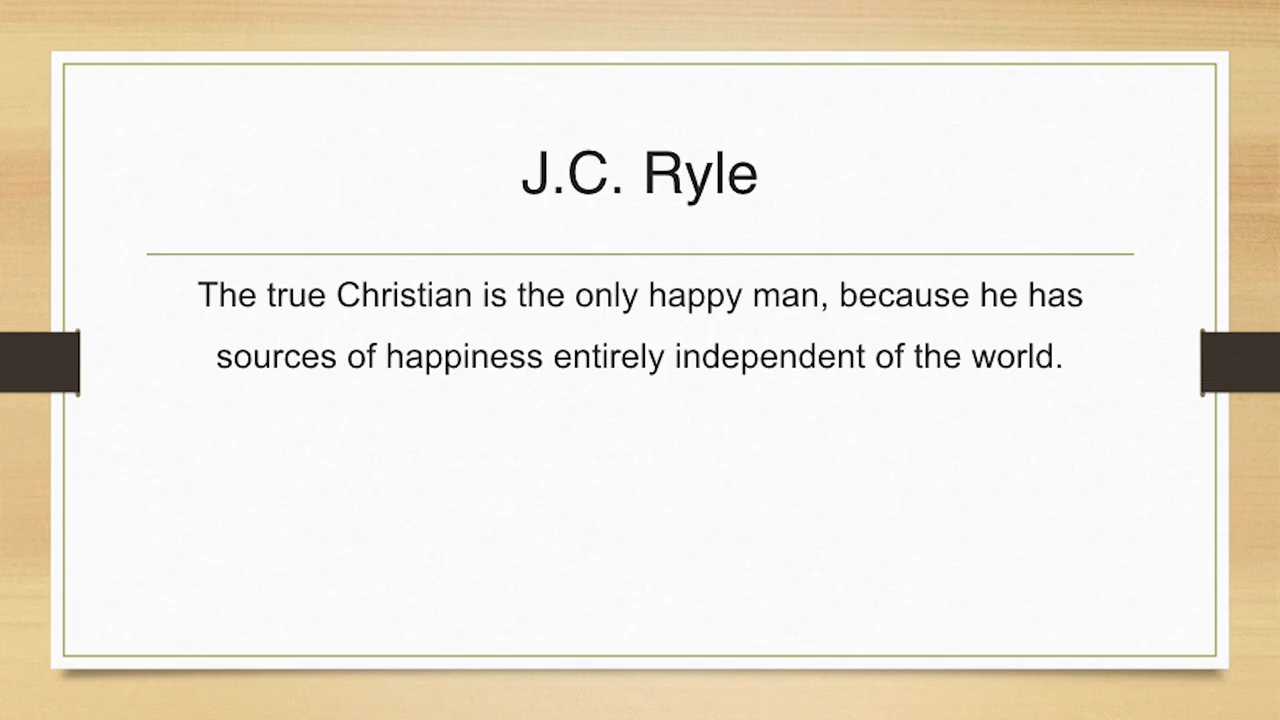 J.C. Ryle
The true Christian is the only happy man, because he has
sources of happiness entirely independent of the world.